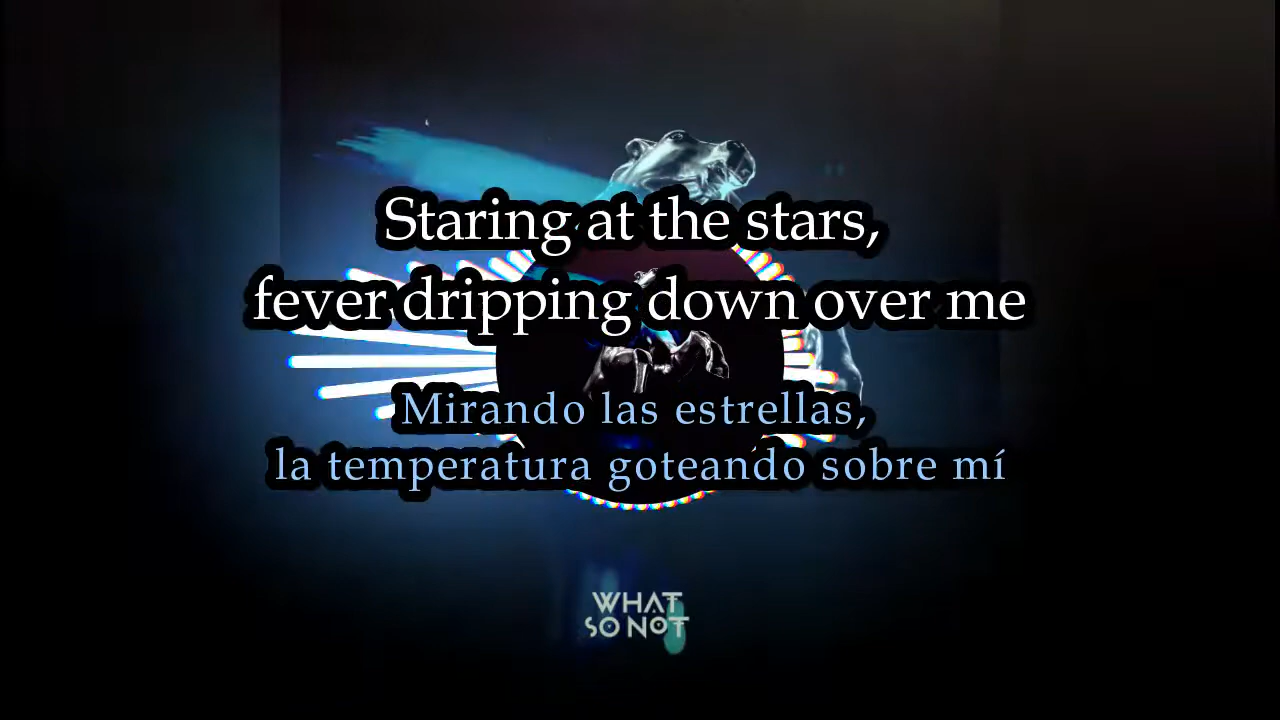 Staring at the stars,
fever dripping down over me
Mirando las estrellas,
la temperatura goteando sobre mí
WHAT
SO NOT